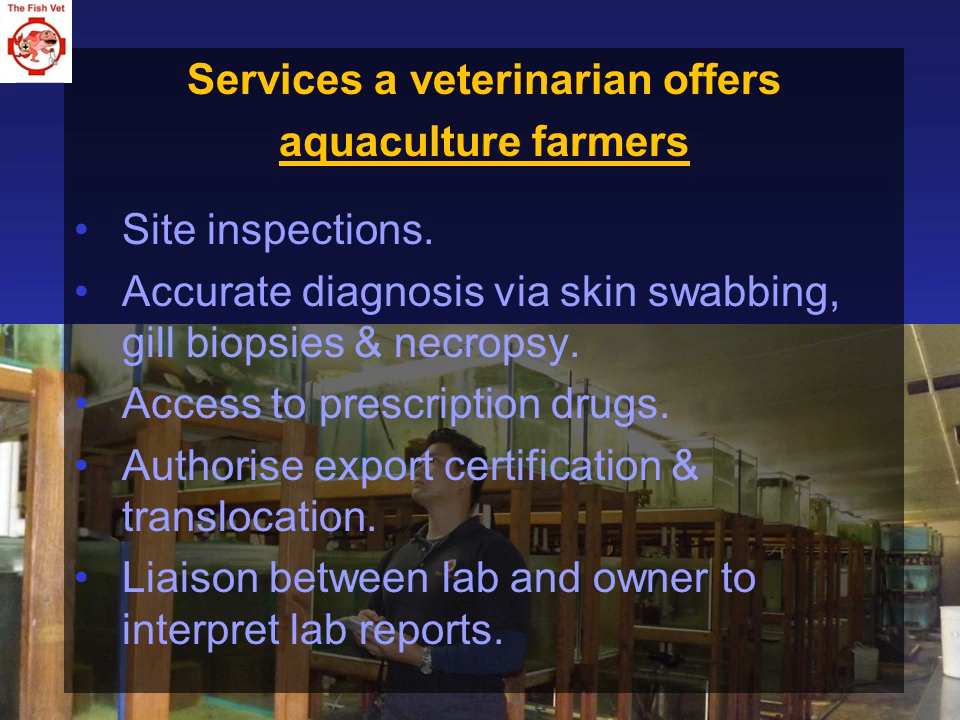 The Fish Vet
Services a veterinarian offers
aquaculture farmers
• Site inspections.
• Accurate diagnosis via skin swabbing,
gill biopsies & necropsy.
• Access to prescription drugs.
• Authorise export certification &
translocation.
• Liaison between lab and owner to
interpret lab reports.